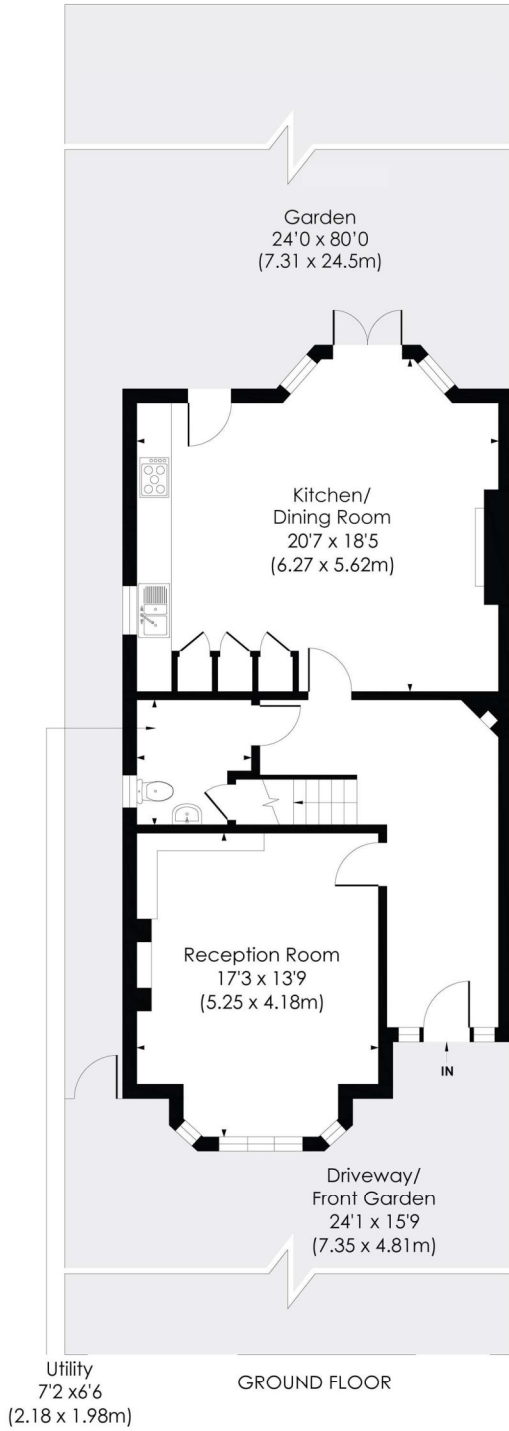 Garden
24'0 x 80'0
(7.31 x 24.5m)
Kitchen/
Dining Room
20'7 x 18'5
(6.27 x 5.62m)
Reception Room
17'3 x 13'9
(5.25 x 4.18m)
IN
Driveway/
Front Garden
24'1 x 15'9
(7.35 x 4.81m)
Utility
7'2 x6'6
(2.18 x 1.98m)
GROUND FLOOR